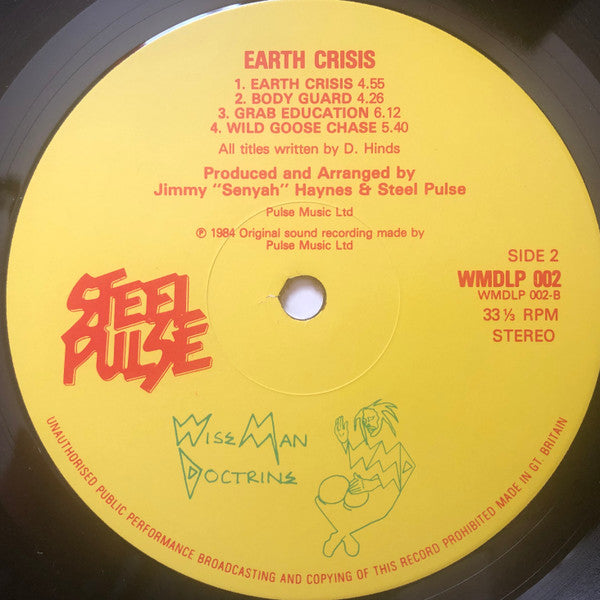 EARTH CRISIS
1. EARTH CRISIS 4.55
2. BODY GUARD 4.26
3. GRAB EDUCATION 6.12
4. WILD GOOSE CHASE 5.40
All titles written by D. Hinds
Produced and Arranged by
Jimmy "Senyah" Haynes & Steel Pulse
Pulse Music Ltd
℗ 1984 Original sound recording made by
Pulse Music Ltd
SIDE 2
WMDLP 002
WMDLP 002-B
33⅓ RPM
STEREO
STEEL
PULSE
WISE MAN
DOCTRINE
UNAUTHORISED PUBLIC PERFORMANCE BROADCASTING AND COPYING OF THIS RECORD PROHIBITED MADE IN GT. BRITAIN